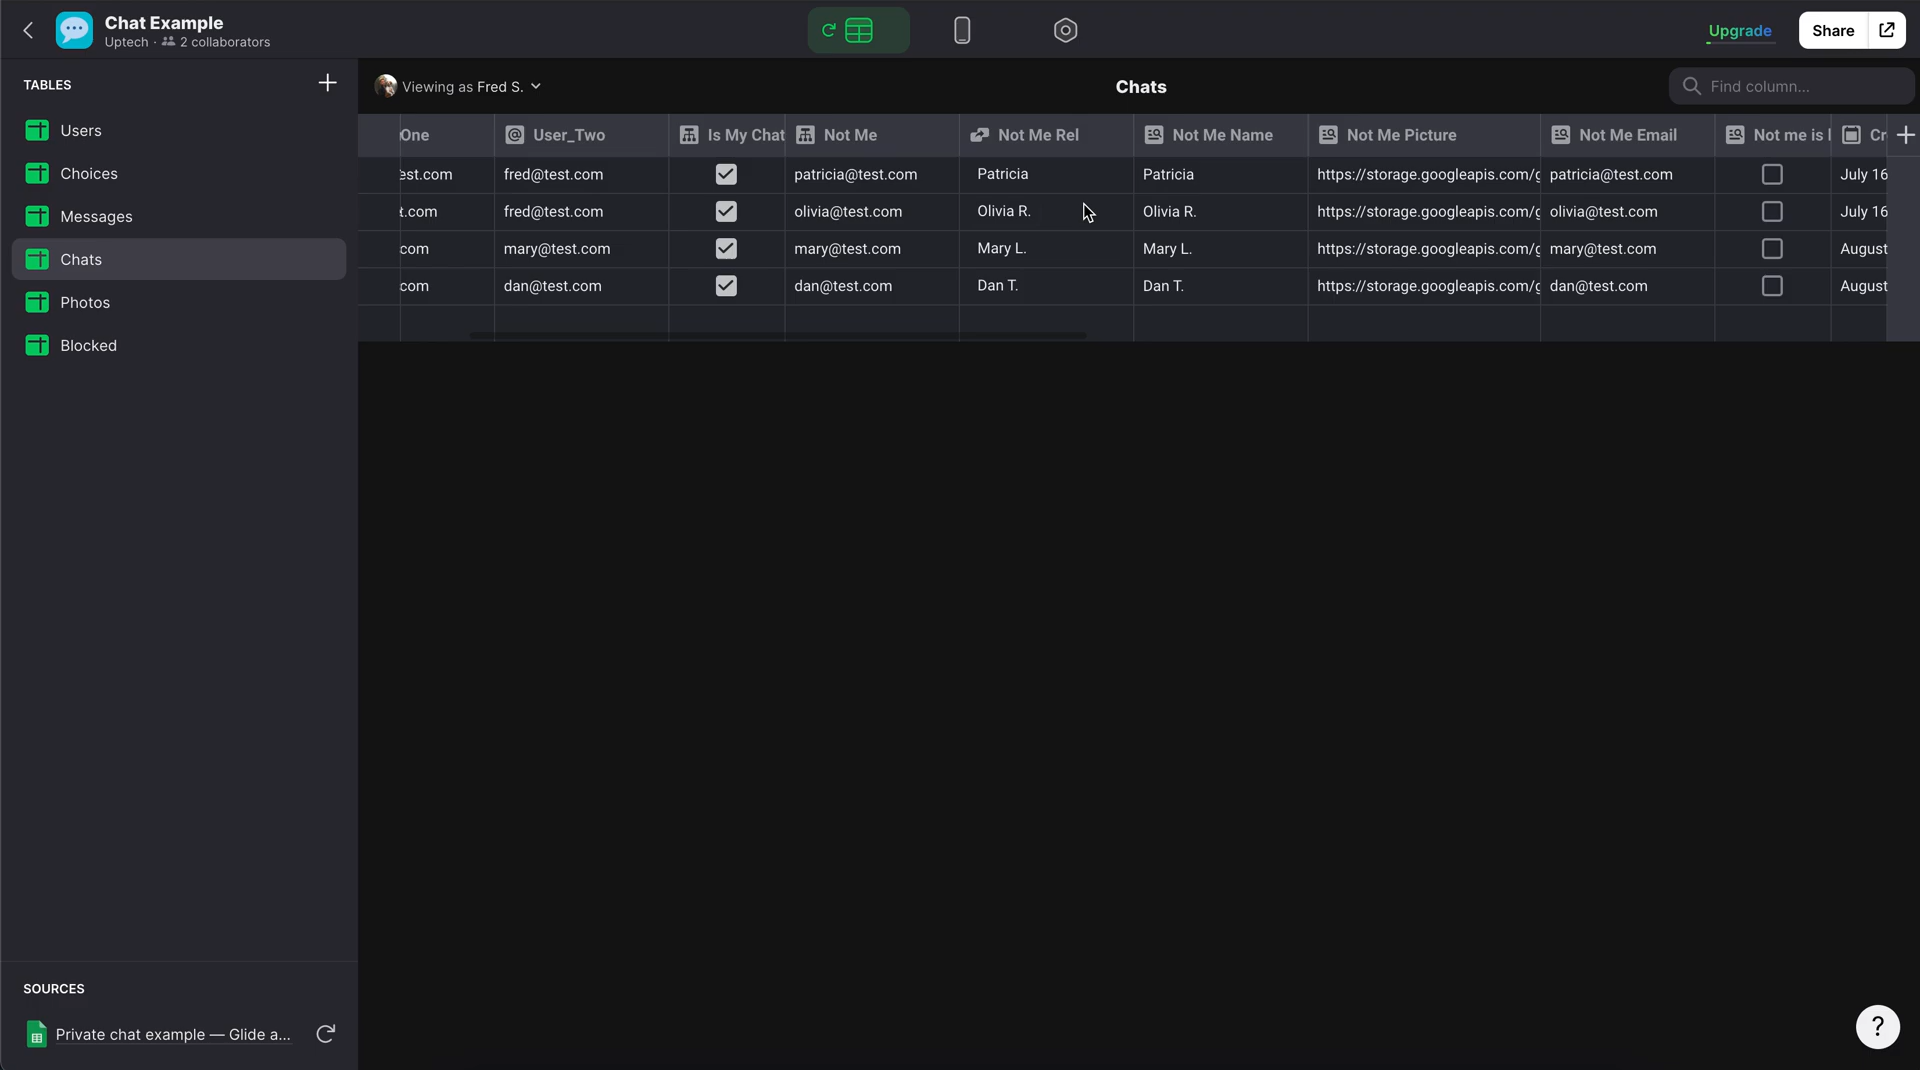 Chat Example
Uptech · 2 collaborators
Upgrade
Share
TABLES
Users
Choices
Messages
Chats
Photos
Blocked
Viewing as Fred S.
Chats
Find column...
One User_Two Is My Chat Not Me Not Me Rel Not Me Name Not Me Picture Not Me Email Not me is
est.com fred@test.com patricia@test.com Patricia Patricia https://storage.googleapis.com/g patricia@test.com July 16
t.com fred@test.com olivia@test.com Olivia R. Olivia R. https://storage.googleapis.com/g olivia@test.com July 16
com mary@test.com mary@test.com Mary L. Mary L. https://storage.googleapis.com/g mary@test.com August
com dan@test.com dan@test.com Dan T. Dan T. https://storage.googleapis.com/g dan@test.com August
SOURCES
Private chat example — Glide a...
?